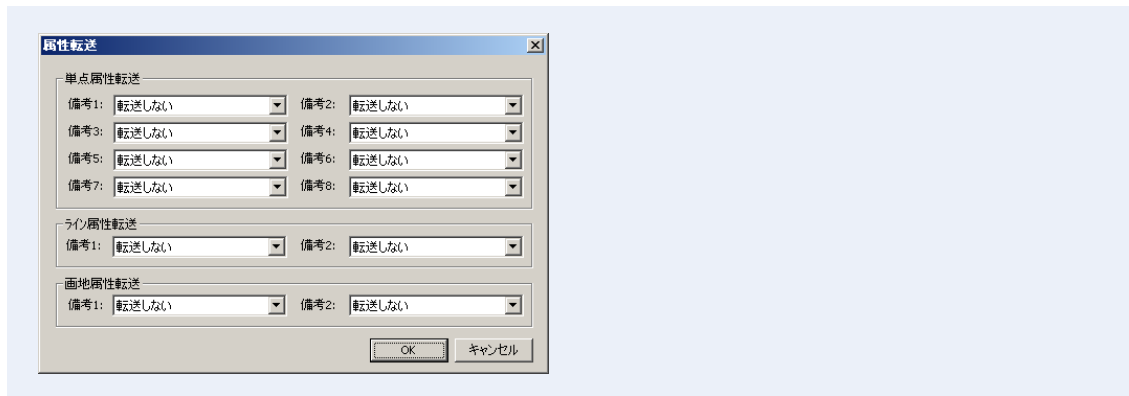 属性転送
単点属性転送
備考1: 転送しない 備考2: 転送しない
備考3: 転送しない 備考4: 転送しない
備考5: 転送しない 備考6: 転送しない
備考7: 転送しない 備考8: 転送しない
ライン属性転送
備考1: 転送しない 備考2: 転送しない
画地属性転送
備考1: 転送しない 備考2: 転送しない
OK キャンセル